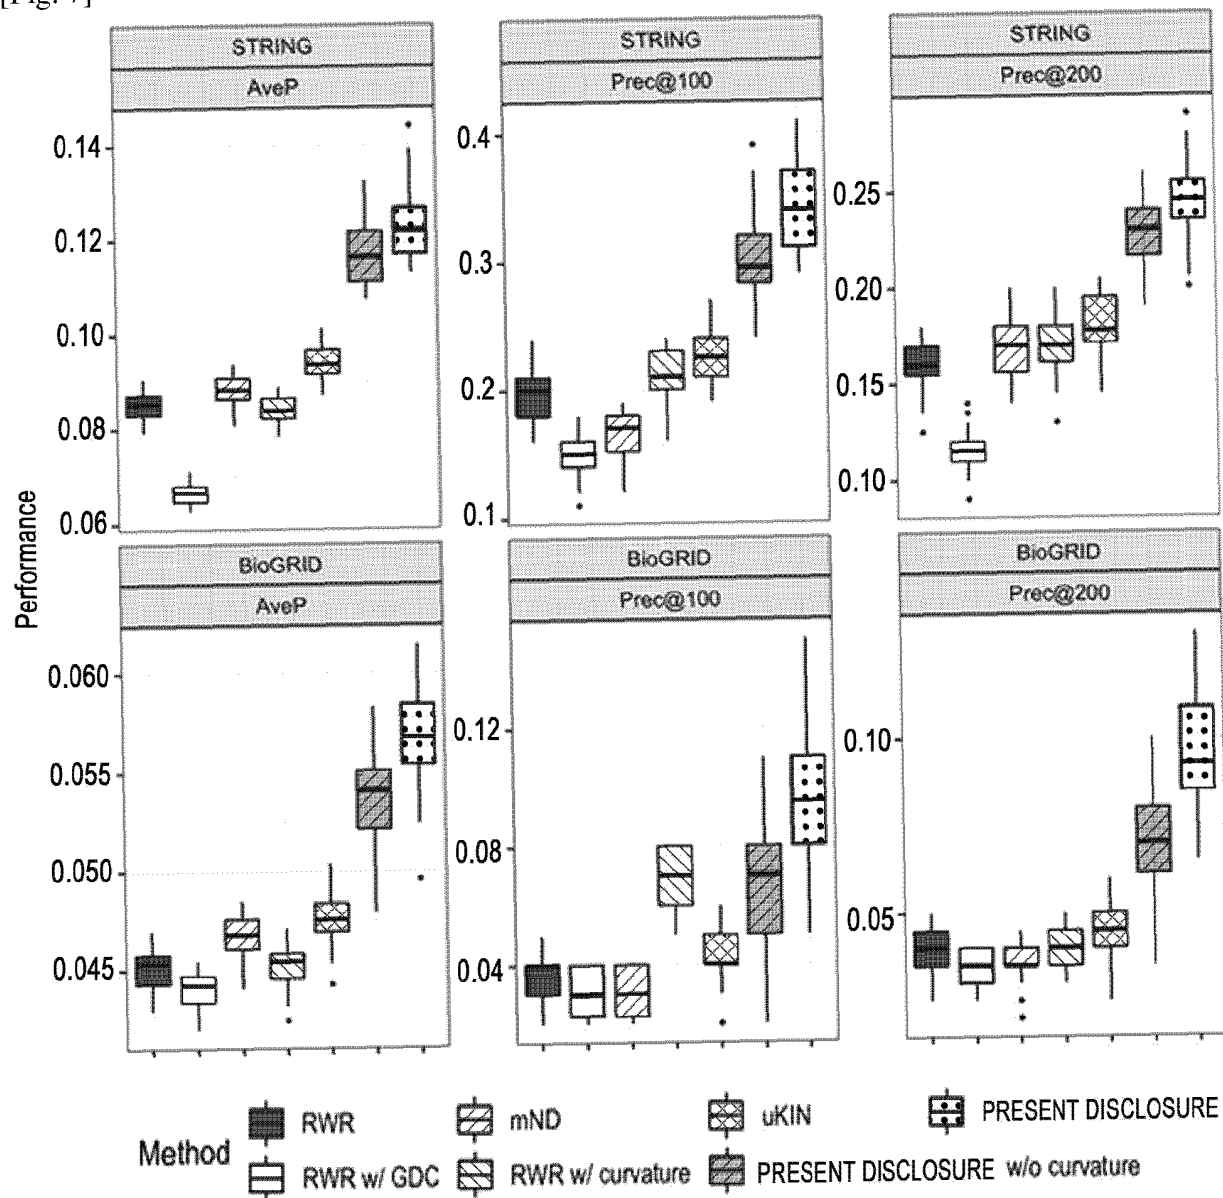 [Fig. 7]
STRING
AveP
STRING
Prec@100
STRING
Prec@200
0.14
0.12
0.10
0.08
0.06
0.4
0.3
0.2
0.1
0.25
0.20
0.15
0.10
Performance
BioGRID
AveP
BioGRID
Prec@100
BioGRID
Prec@200
0.060
0.055
0.050
0.045
0.12
0.08
0.04
0.10
0.05
Method
RWR
mND
uKIN
PRESENT DISCLOSURE
RWR w/ GDC
RWR w/ curvature
PRESENT DISCLOSURE w/o curvature